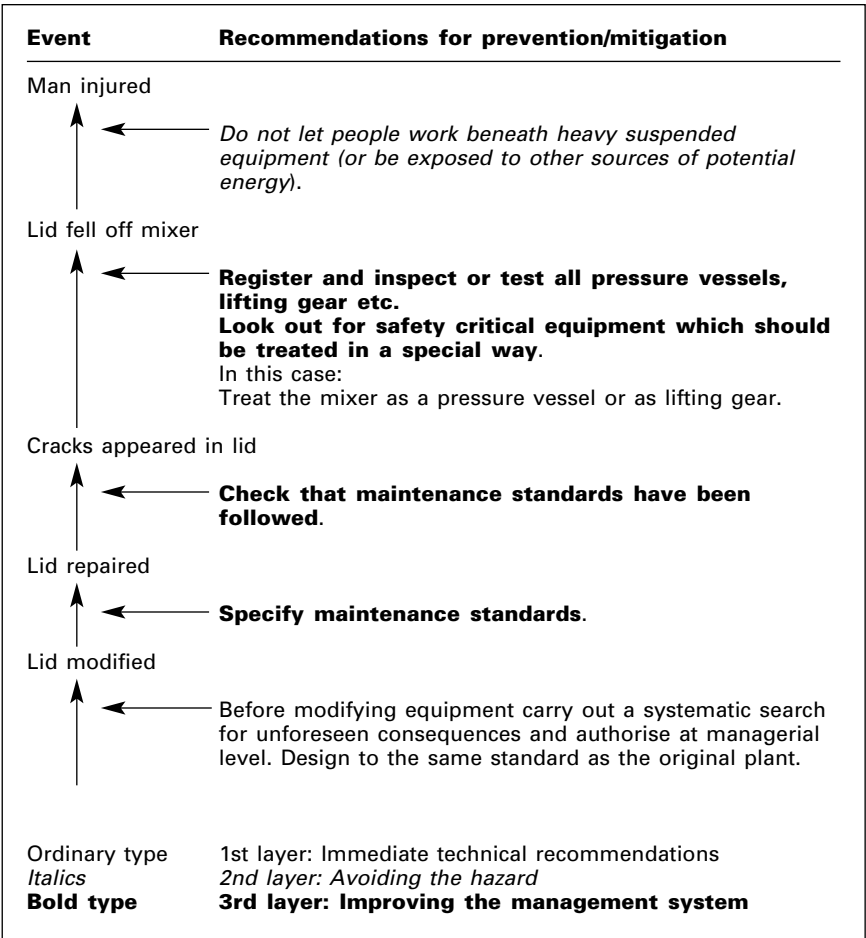 Event Recommendations for prevention/mitigation
Man injured
Do not let people work beneath heavy suspended
equipment (or be exposed to other sources of potential
energy).
Lid fell off mixer
Register and inspect or test all pressure vessels,
lifting gear etc.
Look out for safety critical equipment which should
be treated in a special way.
In this case:
Treat the mixer as a pressure vessel or as lifting gear.
Cracks appeared in lid
Check that maintenance standards have been
followed.
Lid repaired
Specify maintenance standards.
Lid modified
Before modifying equipment carry out a systematic search
for unforeseen consequences and authorise at managerial
level. Design to the same standard as the original plant.
Ordinary type 1st layer: Immediate technical recommendations
Italics 2nd layer: Avoiding the hazard
Bold type 3rd layer: Improving the management system